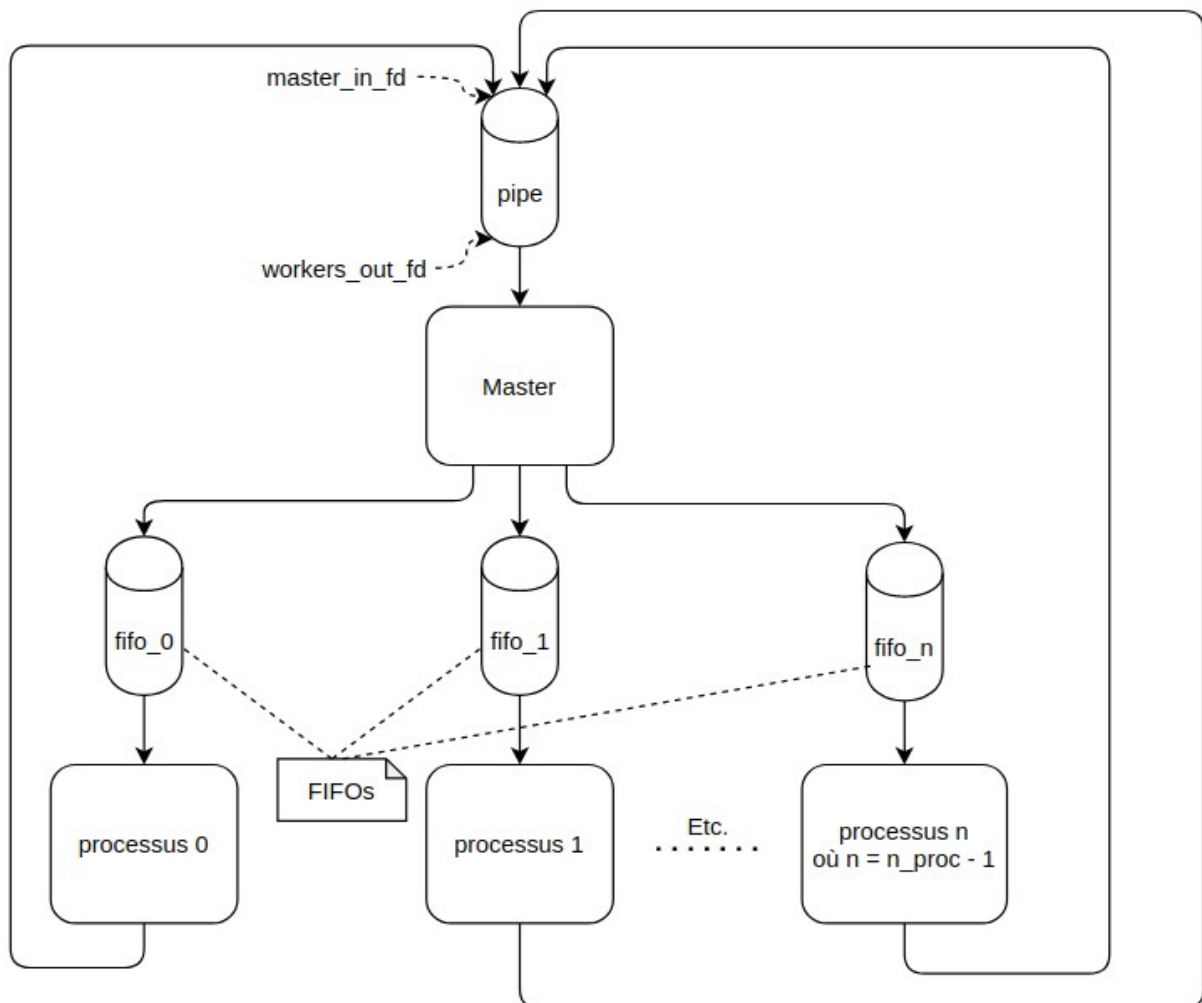 master_in_fd
pipe
workers_out_fd
Master
fifo_0
fifo_1
fifo_n
FIFOs
processus 0
processus 1
Etc.
processus n
où n = n_proc - 1